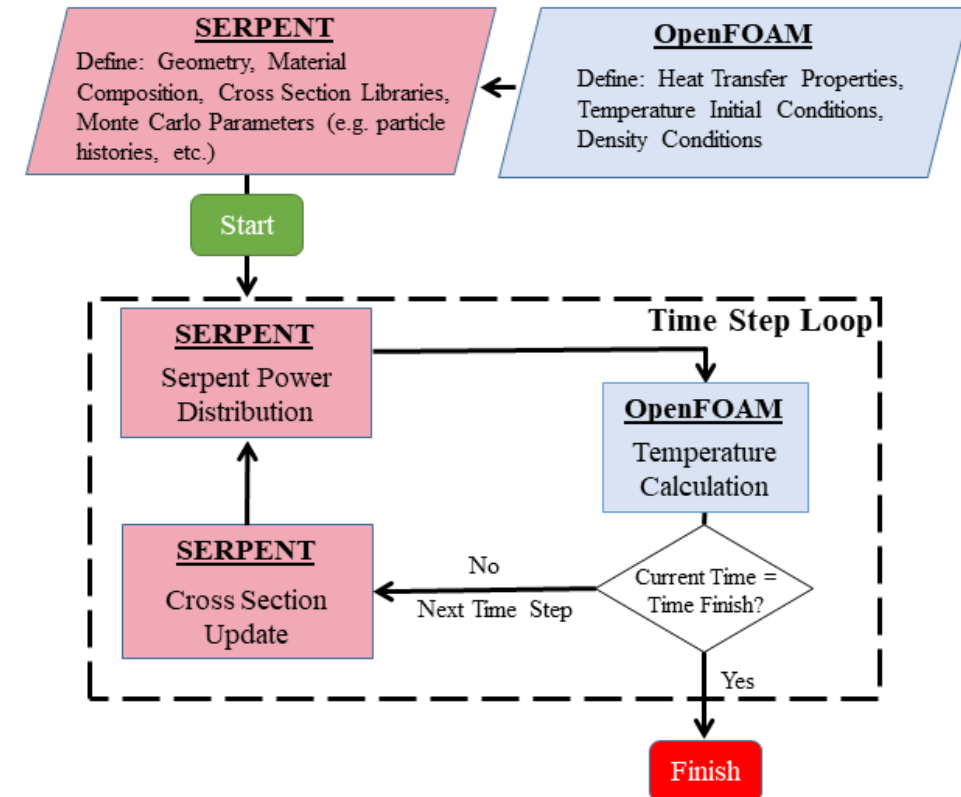 SERPENT
Define: Geometry, Material
Composition, Cross Section Libraries,
Monte Carlo Parameters (e.g. particle
histories, etc.)
OpenFOAM
Define: Heat Transfer Properties,
Temperature Initial Conditions,
Density Conditions
Start
Time Step Loop
SERPENT
Serpent Power
Distribution
OpenFOAM
Temperature
Calculation
SERPENT
Cross Section
Update
No
Next Time Step
Current Time =
Time Finish?
Yes
Finish